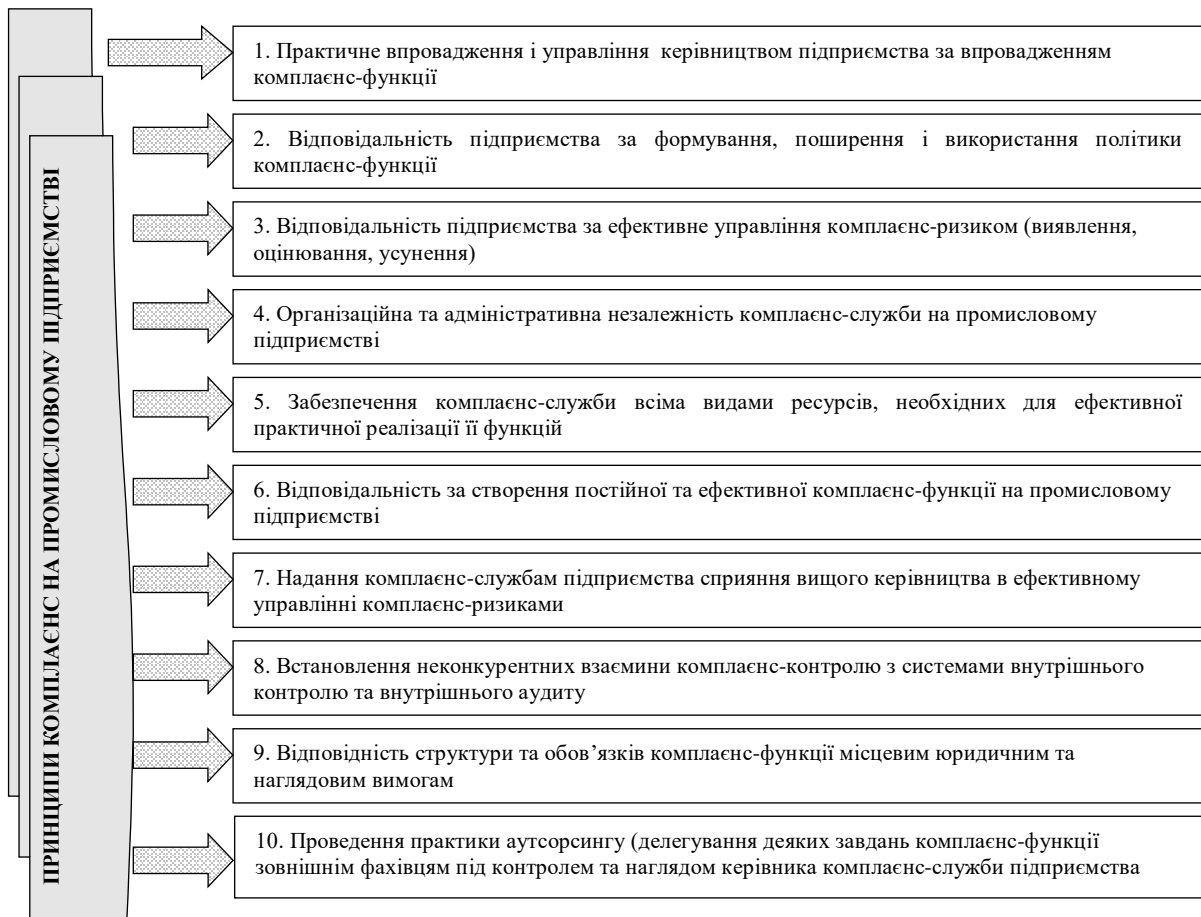 ПРИНЦИПИ КОМПЛАЄНС НА ПРОМИСЛОВОМУ ПІДПРИЄМСТВІ
1. Практичне впровадження і управління керівництвом підприємства за впровадженням
комплаєнс-функції
2. Відповідальність підприємства за формування, поширення і використання політики
комплаєнс-функції
3. Відповідальність підприємства за ефективне управління комплаєнс-ризиком (виявлення,
оцінювання, усунення)
4. Організаційна та адміністративна незалежність комплаєнс-служби на промисловому
підприємстві
5. Забезпечення комплаєнс-служби всіма видами ресурсів, необхідних для ефективної
практичної реалізації її функцій
6. Відповідальність за створення постійної та ефективної комплаєнс-функції на промисловому
підприємстві
7. Надання комплаєнс-службам підприємства сприяння вищого керівництва в ефективному
управлінні комплаєнс-ризиками
8. Встановлення неконкурентних взаємини комплаєнс-контролю з системами внутрішнього
контролю та внутрішнього аудиту
9. Відповідність структури та обов’язків комплаєнс-функції місцевим юридичним та
наглядовим вимогам
10. Проведення практики аутсорсингу (делегування деяких завдань комплаєнс-функції
зовнішнім фахівцям під контролем та наглядом керівника комплаєнс-служби підприємства